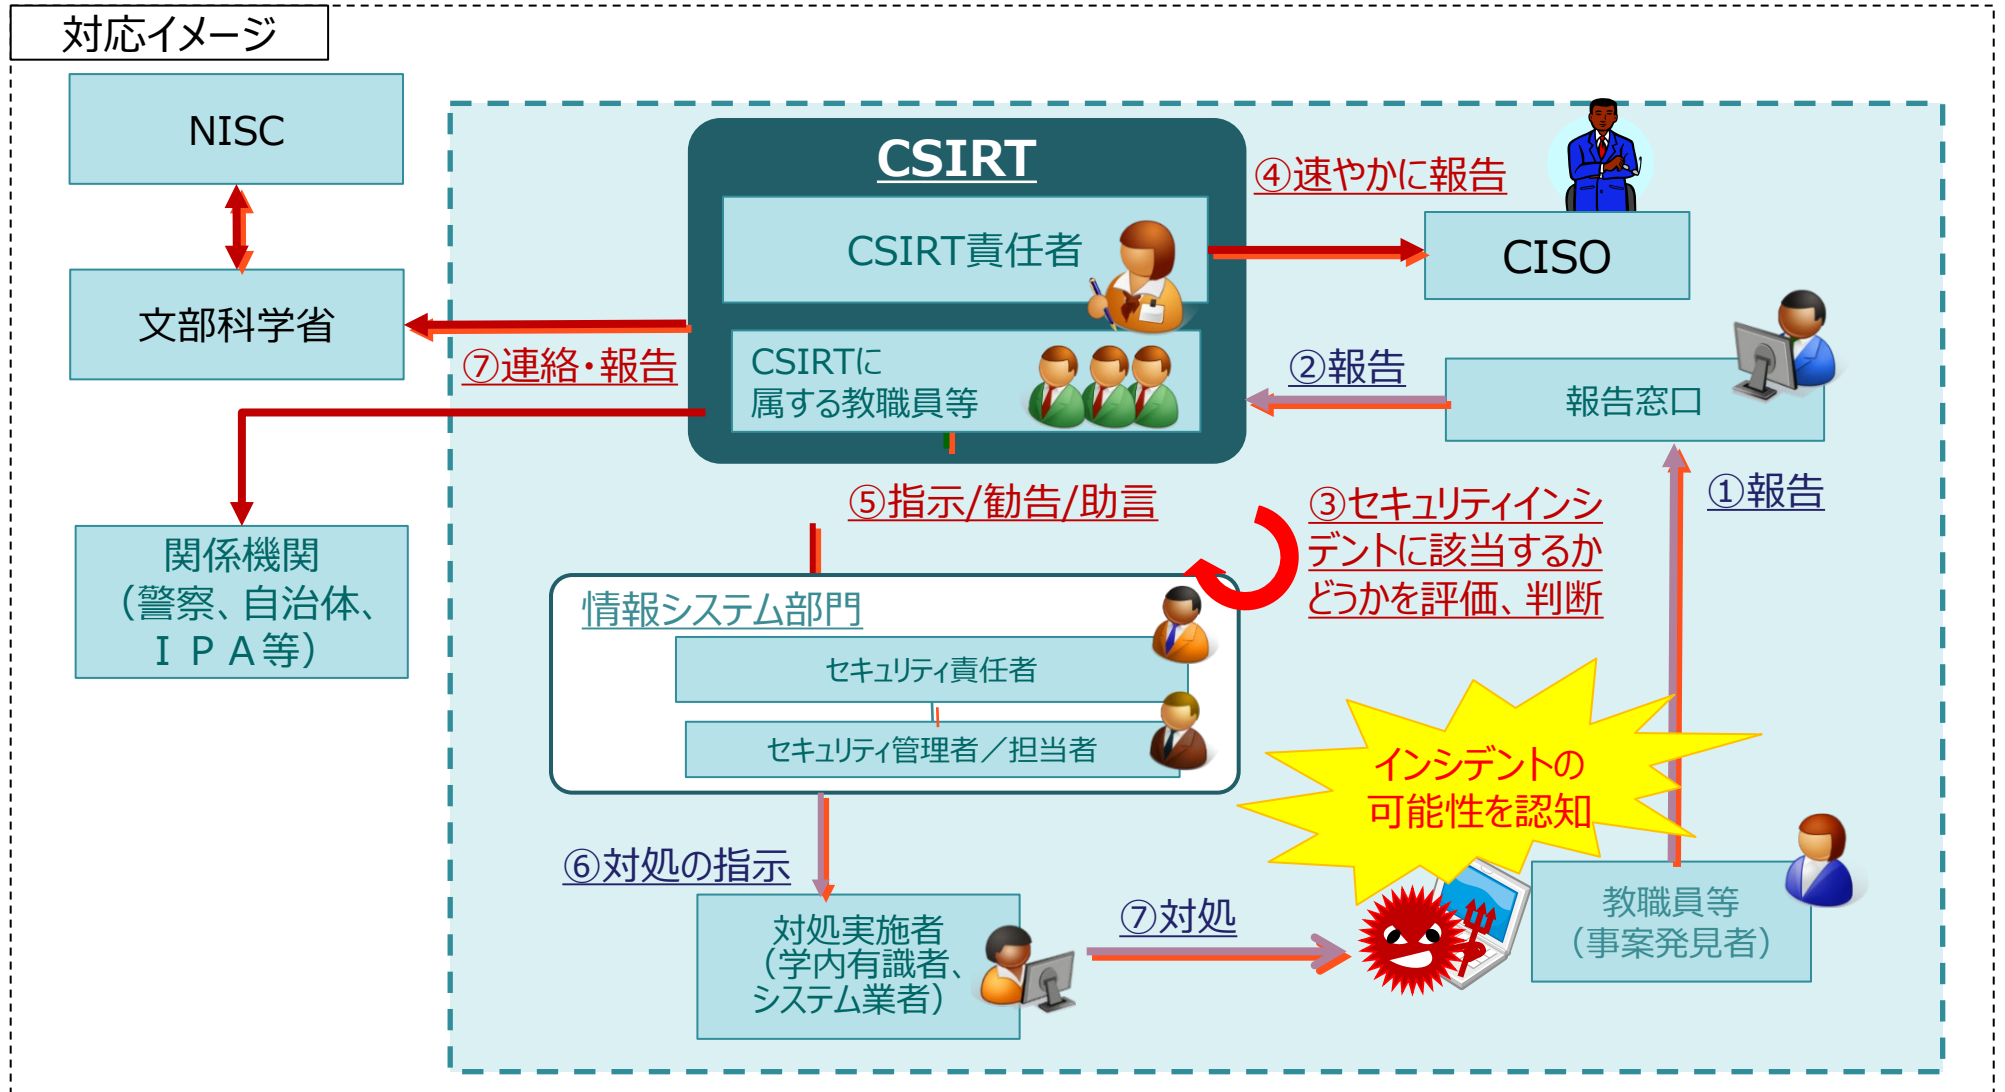 対応イメージ
NISC
文部科学省
関係機関
（警察、自治体、
ＩＰＡ等）
⑦連絡・報告
CSIRT
CSIRT責任者
CSIRTに
属する教職員等
④速やかに報告
CISO
②報告
報告窓口
①報告
③セキュリティインシ
デントに該当するか
どうかを評価、判断
⑤指示/勧告/助言
情報システム部門
セキュリティ責任者
セキュリティ管理者／担当者
⑥対処の指示
対処実施者
（学内有識者、
システム業者）
⑦対処
インシデントの
可能性を認知
教職員等
（事案発見者）